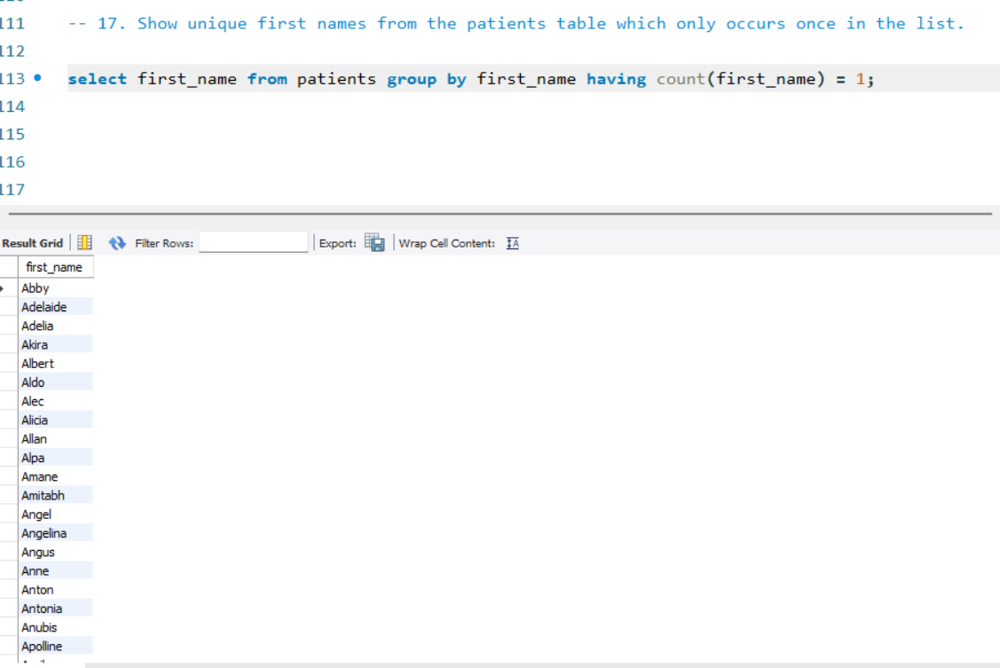 111 -- 17. Show unique first names from the patients table which only occurs once in the list.
112
113 select first_name from patients group by first_name having count(first_name) = 1;
114
115
116
117
Result Grid Filter Rows: Export: Wrap Cell Content:
first_name
Abby
Adelaide
Adelia
Akira
Albert
Aldo
Alec
Alicia
Allan
Alpa
Amane
Amitabh
Angel
Angelina
Angus
Anne
Anton
Antonia
Anubis
Apolline